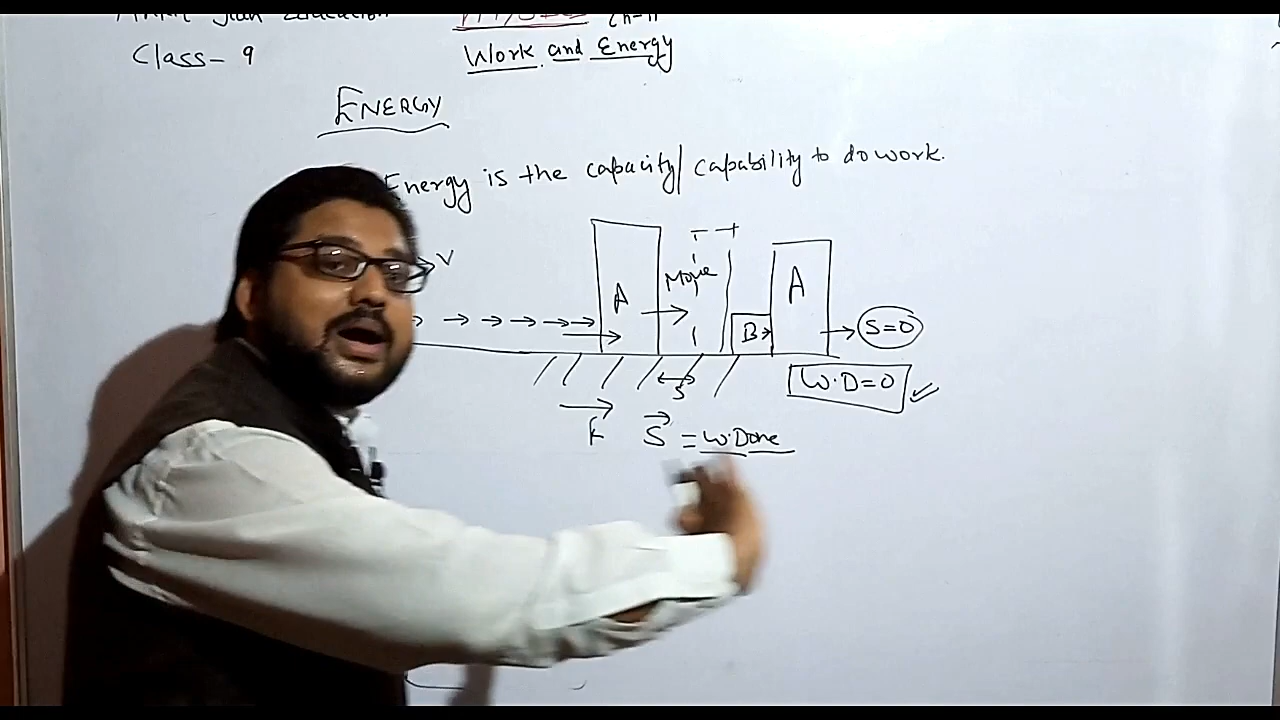 Class - 9
Work and Energy
ENERGY
Energy is the capacity/capability to do work.
V
A
Move
B
A
S=0
S
W.D=0
F S = W.Done